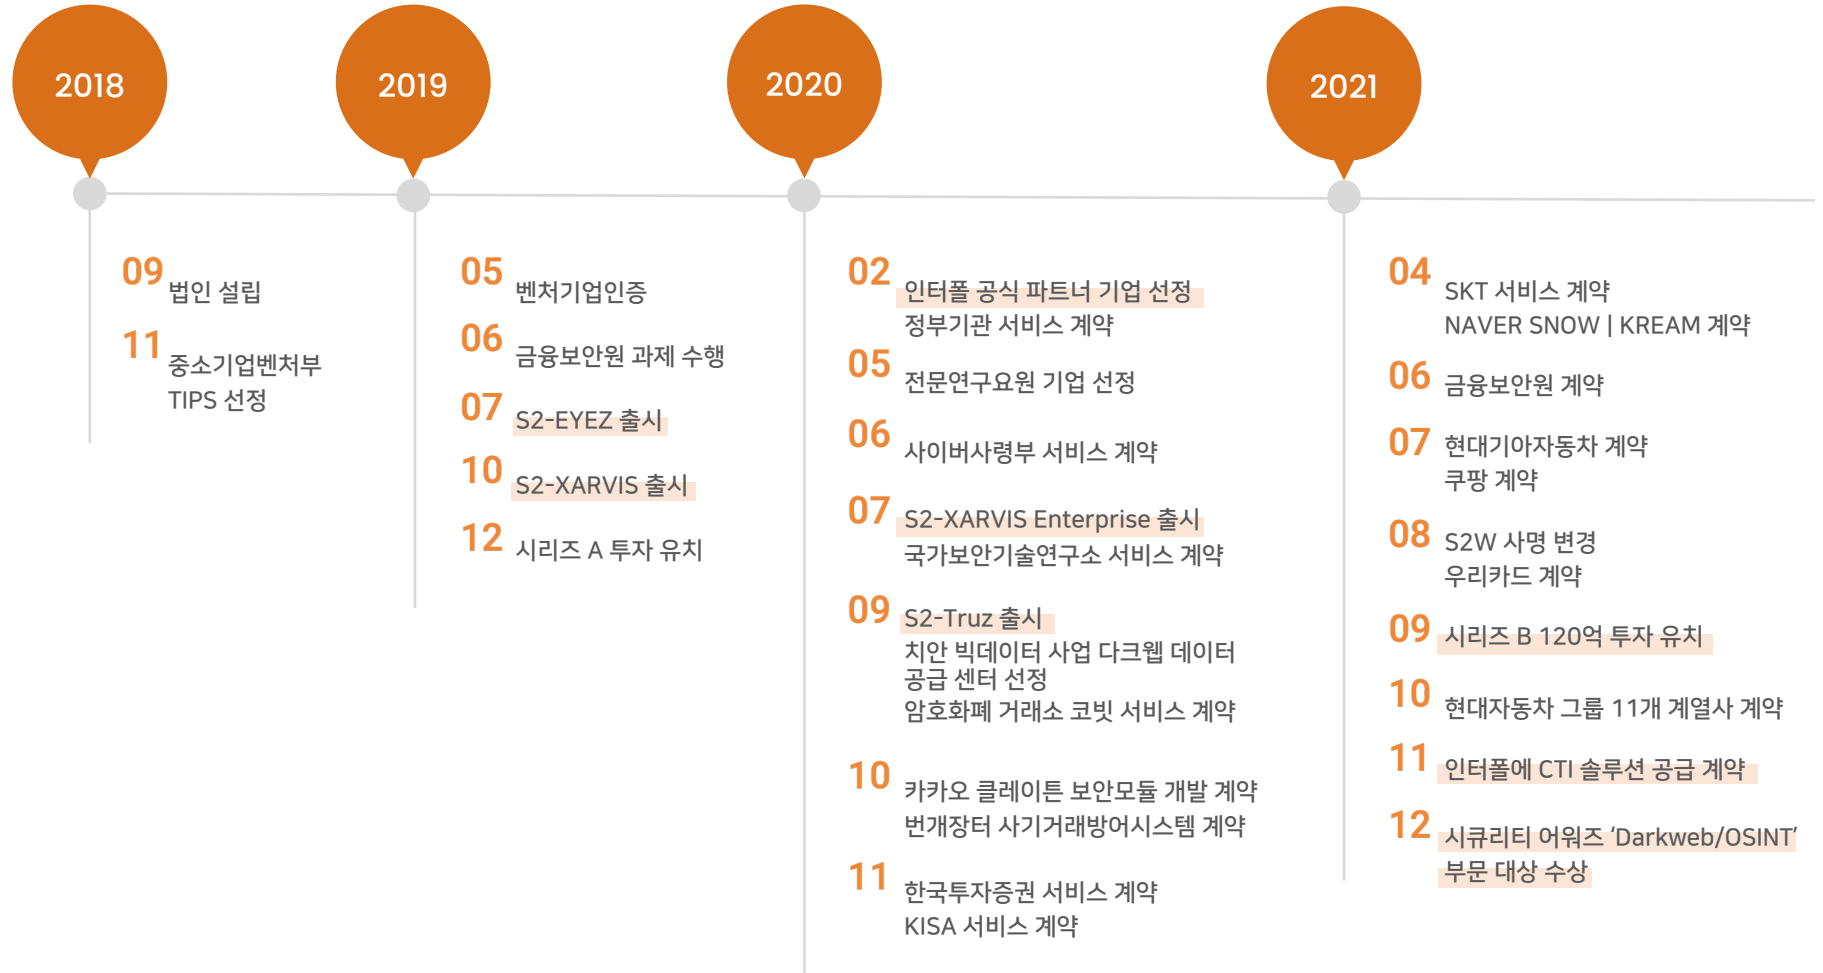 2018
09
법인 설립
11
중소기업벤처부
TIPS 선정
2019
05
벤처기업인증
06
금융보안원 과제 수행
07
S2-EYEZ 출시
10
S2-XARVIS 출시
12
시리즈 A 투자 유치
2020
02
인터폴 공식 파트너 기업 선정
정부기관 서비스 계약
05
전문연구요원 기업 선정
06
사이버사령부 서비스 계약
07
S2-XARVIS Enterprise 출시
국가보안기술연구소 서비스 계약
09
S2-Truz 출시
치안 빅데이터 사업 다크웹 데이터
공급 센터 선정
암호화폐 거래소 코빗 서비스 계약
10
카카오 클레이튼 보안모듈 개발 계약
번개장터 사기거래방어시스템 계약
11
한국투자증권 서비스 계약
KISA 서비스 계약
2021
04
SKT 서비스 계약
NAVER SNOW | KREAM 계약
06
금융보안원 계약
07
현대기아자동차 계약
쿠팡 계약
08
S2W 사명 변경
우리카드 계약
09
시리즈 B 120억 투자 유치
10
현대자동차 그룹 11개 계열사 계약
11
인터폴에 CTI 솔루션 공급 계약
12
시큐리티 어워즈 ‘Darkweb/OSINT’
부문 대상 수상